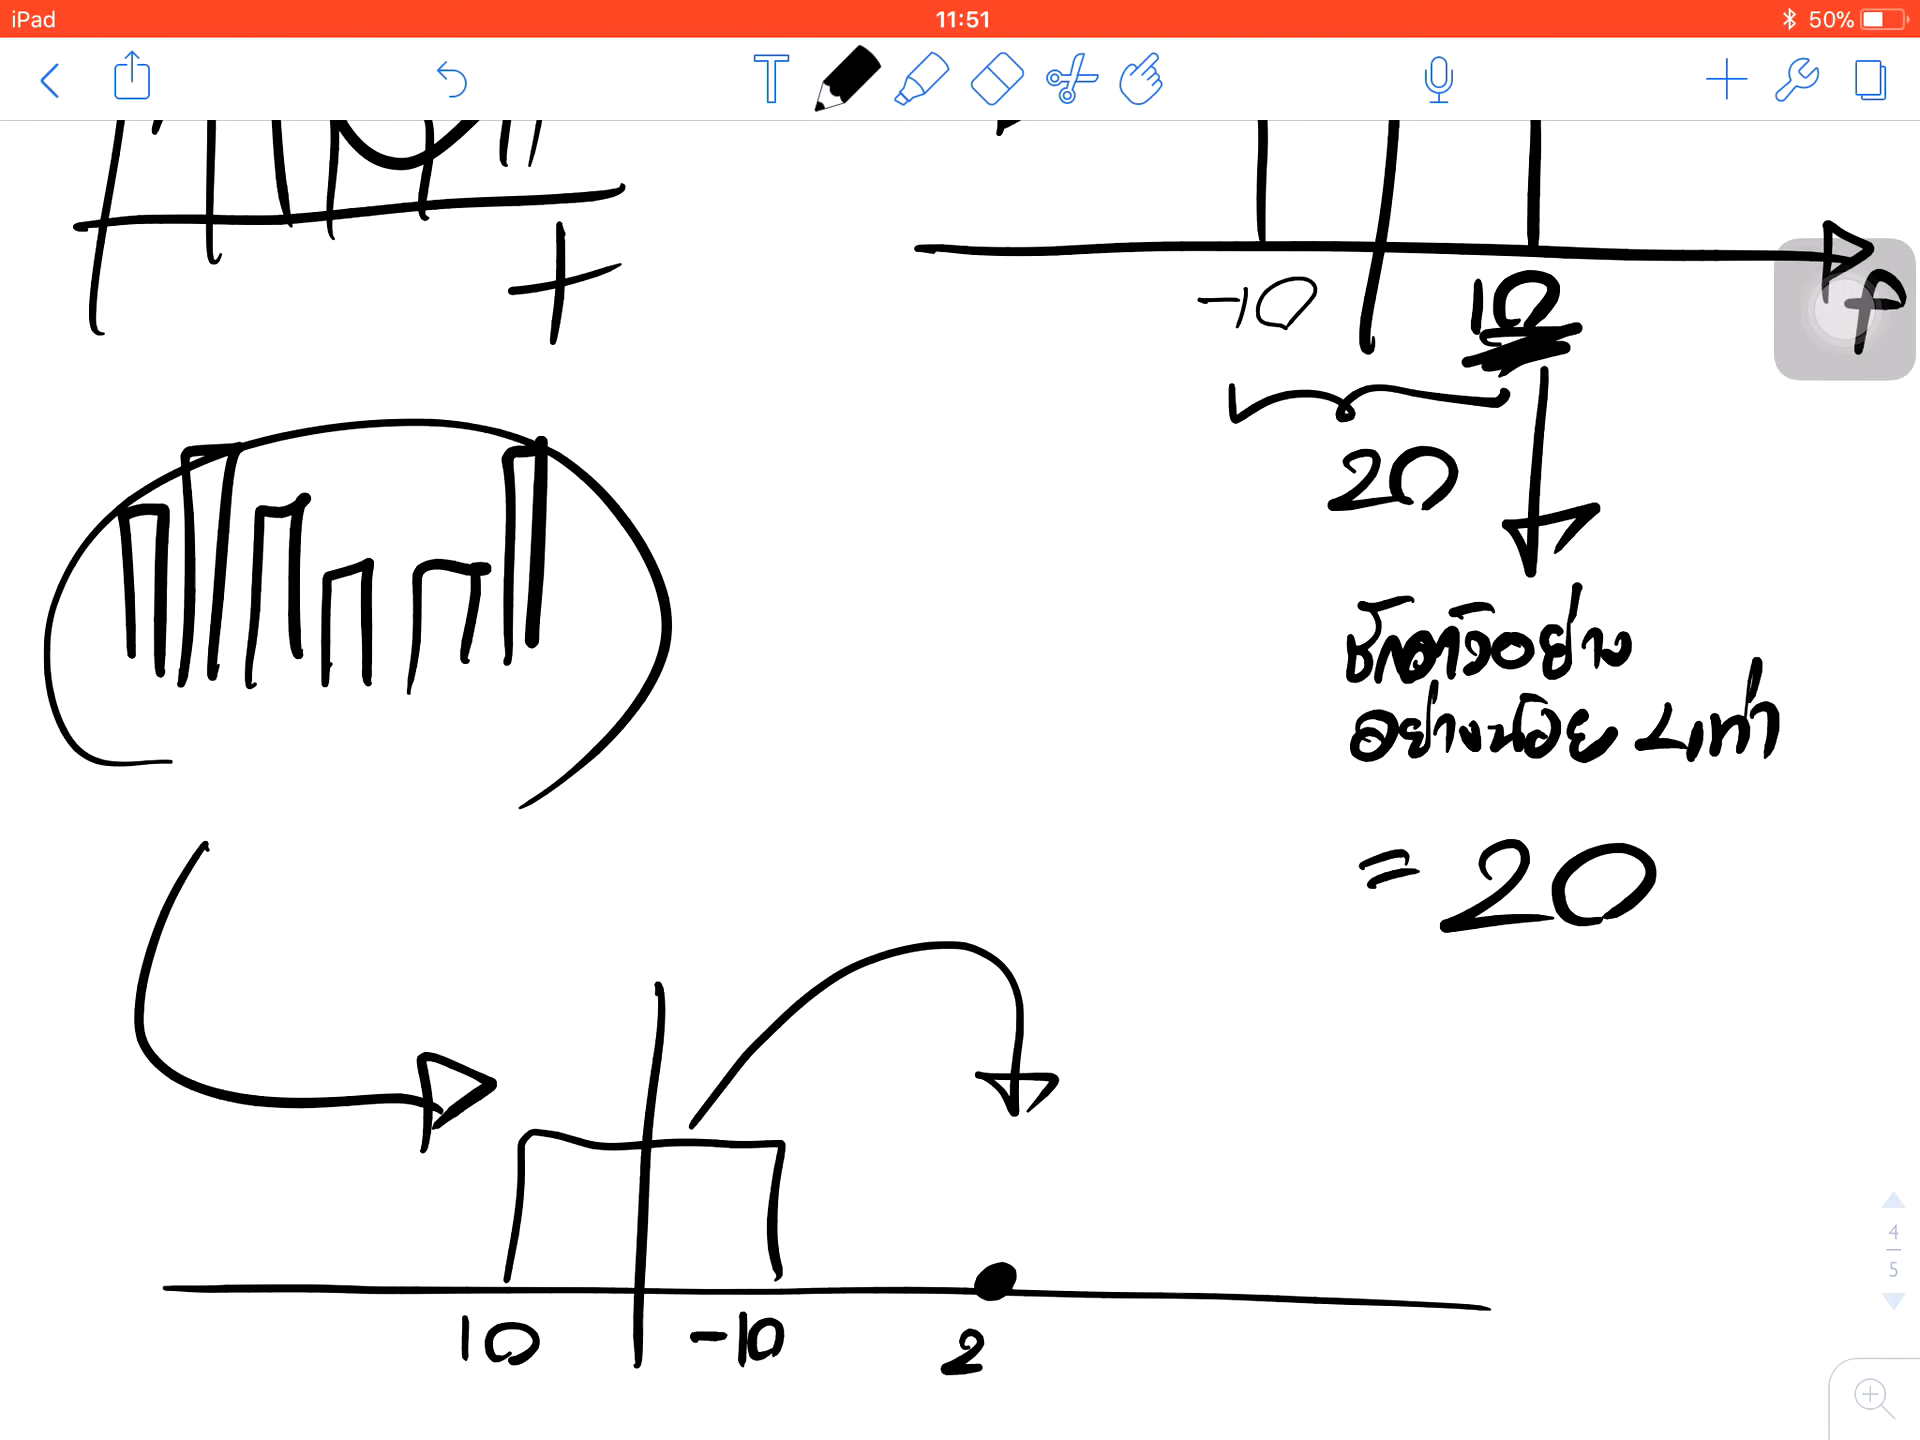 iPad 11:51 50%
T
-10 10 f
20
ชักตัวอย่าง
อย่างน้อย 2 เท่า
= 20
10 -10 2
4
5